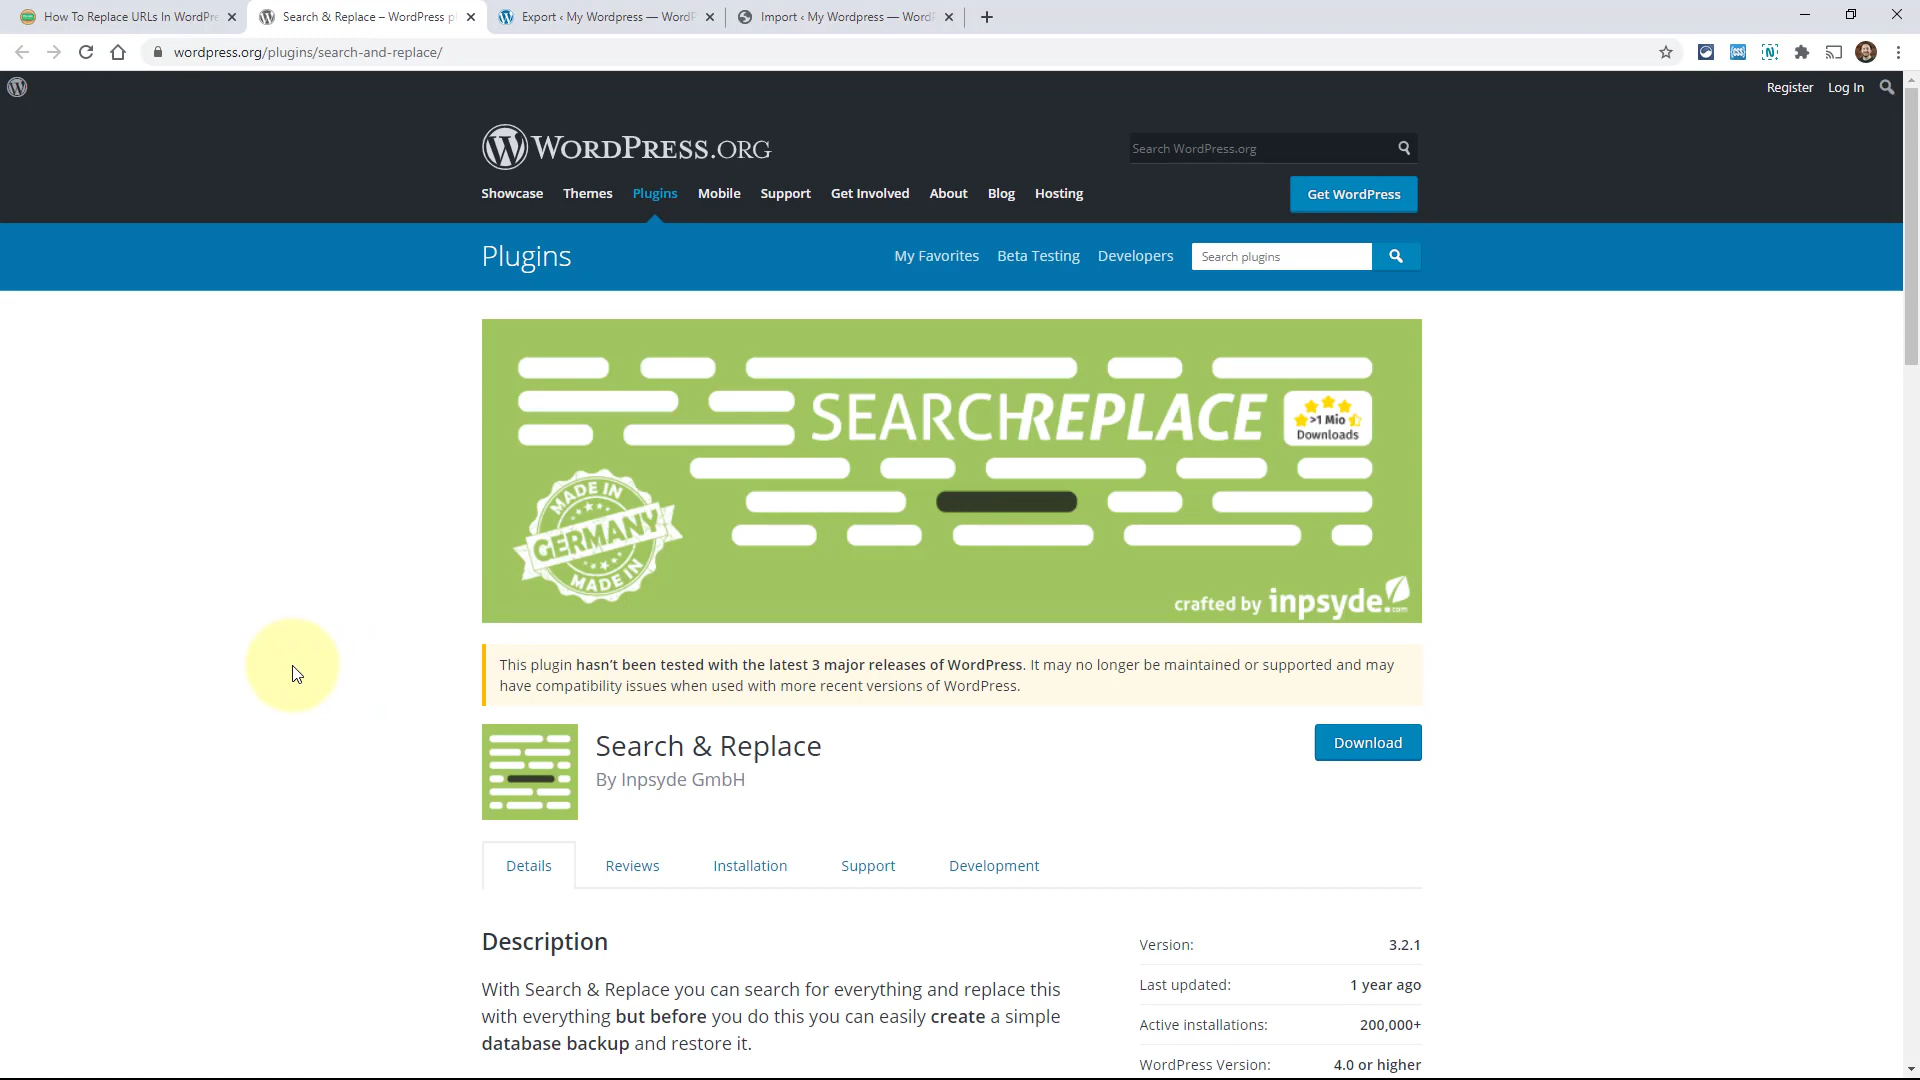 How To Replace URLs In WordPre
Search & Replace – WordPress p
Export ‹ My Wordpress — WordP
Import ‹ My Wordpress — Word
wordpress.org/plugins/search-and-replace/
Register Log In
WORDPRESS.ORG
Search WordPress.org
Showcase Themes Plugins Mobile Support Get Involved About Blog Hosting
Get WordPress
Plugins
My Favorites Beta Testing Developers
Search plugins
SEARCHREPLACE
>1 Mio
Downloads
MADE IN
GERMANY
MADE IN
crafted by inpsyde.com
This plugin hasn’t been tested with the latest 3 major releases of WordPress. It may no longer be maintained or supported and may
have compatibility issues when used with more recent versions of WordPress.
Search & Replace
By Inpsyde GmbH
Download
Details Reviews Installation Support Development
Description
With Search & Replace you can search for everything and replace this
with everything but before you do this you can easily create a simple
database backup and restore it.
Version: 3.2.1
Last updated: 1 year ago
Active installations: 200,000+
WordPress Version: 4.0 or higher